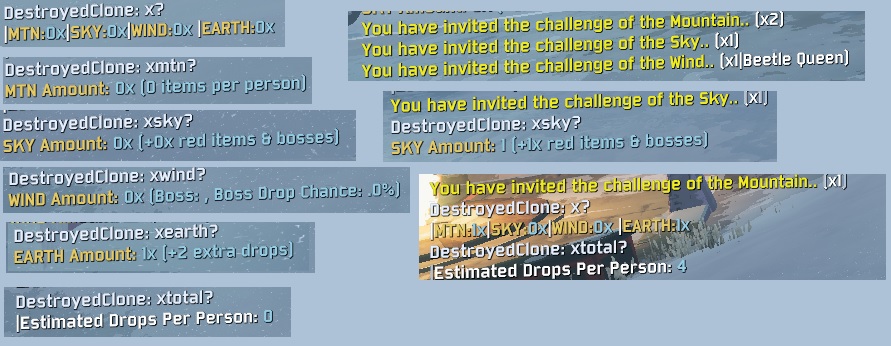 DestroyedClone: x?
|MTN:0x|SKY:0x|WIND:0x |EARTH:0x
DestroyedClone: xmtn?
MTN Amount: 0x (0 items per person)
DestroyedClone: xsky?
SKY Amount: 0x (+0x red items & bosses)
DestroyedClone: xwind?
WIND Amount: 0x (Boss: , Boss Drop Chance: .0%)
DestroyedClone: xearth?
EARTH Amount: 1x (+2 extra drops)
DestroyedClone: xtotal?
|Estimated Drops Per Person: 0
You have invited the challenge of the Mountain.. (x2)
You have invited the challenge of the Sky.. (x1)
You have invited the challenge of the Wind.. (x1|Beetle Queen)
You have invited the challenge of the Sky.. (x1)
DestroyedClone: xsky?
SKY Amount: 1 (+1x red items & bosses)
You have invited the challenge of the Mountain.. (x1)
DestroyedClone: x?
|MTN:1x|SKY:0x|WIND:0x |EARTH:1x
DestroyedClone: xtotal?
|Estimated Drops Per Person: 4